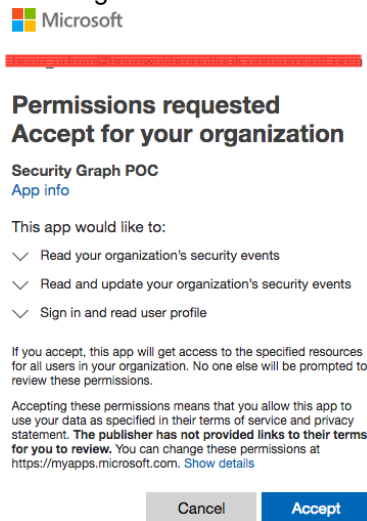 Microsoft
Permissions requested
Accept for your organization
Security Graph POC
App info
This app would like to:
Read your organization's security events
Read and update your organization's security events
Sign in and read user profile
If you accept, this app will get access to the specified resources
for all users in your organization. No one else will be prompted to
review these permissions.
Accepting these permissions means that you allow this app to
use your data as specified in their terms of service and privacy
statement. The publisher has not provided links to their terms
for you to review. You can change these permissions at
https://myapps.microsoft.com. Show details
Cancel
Accept